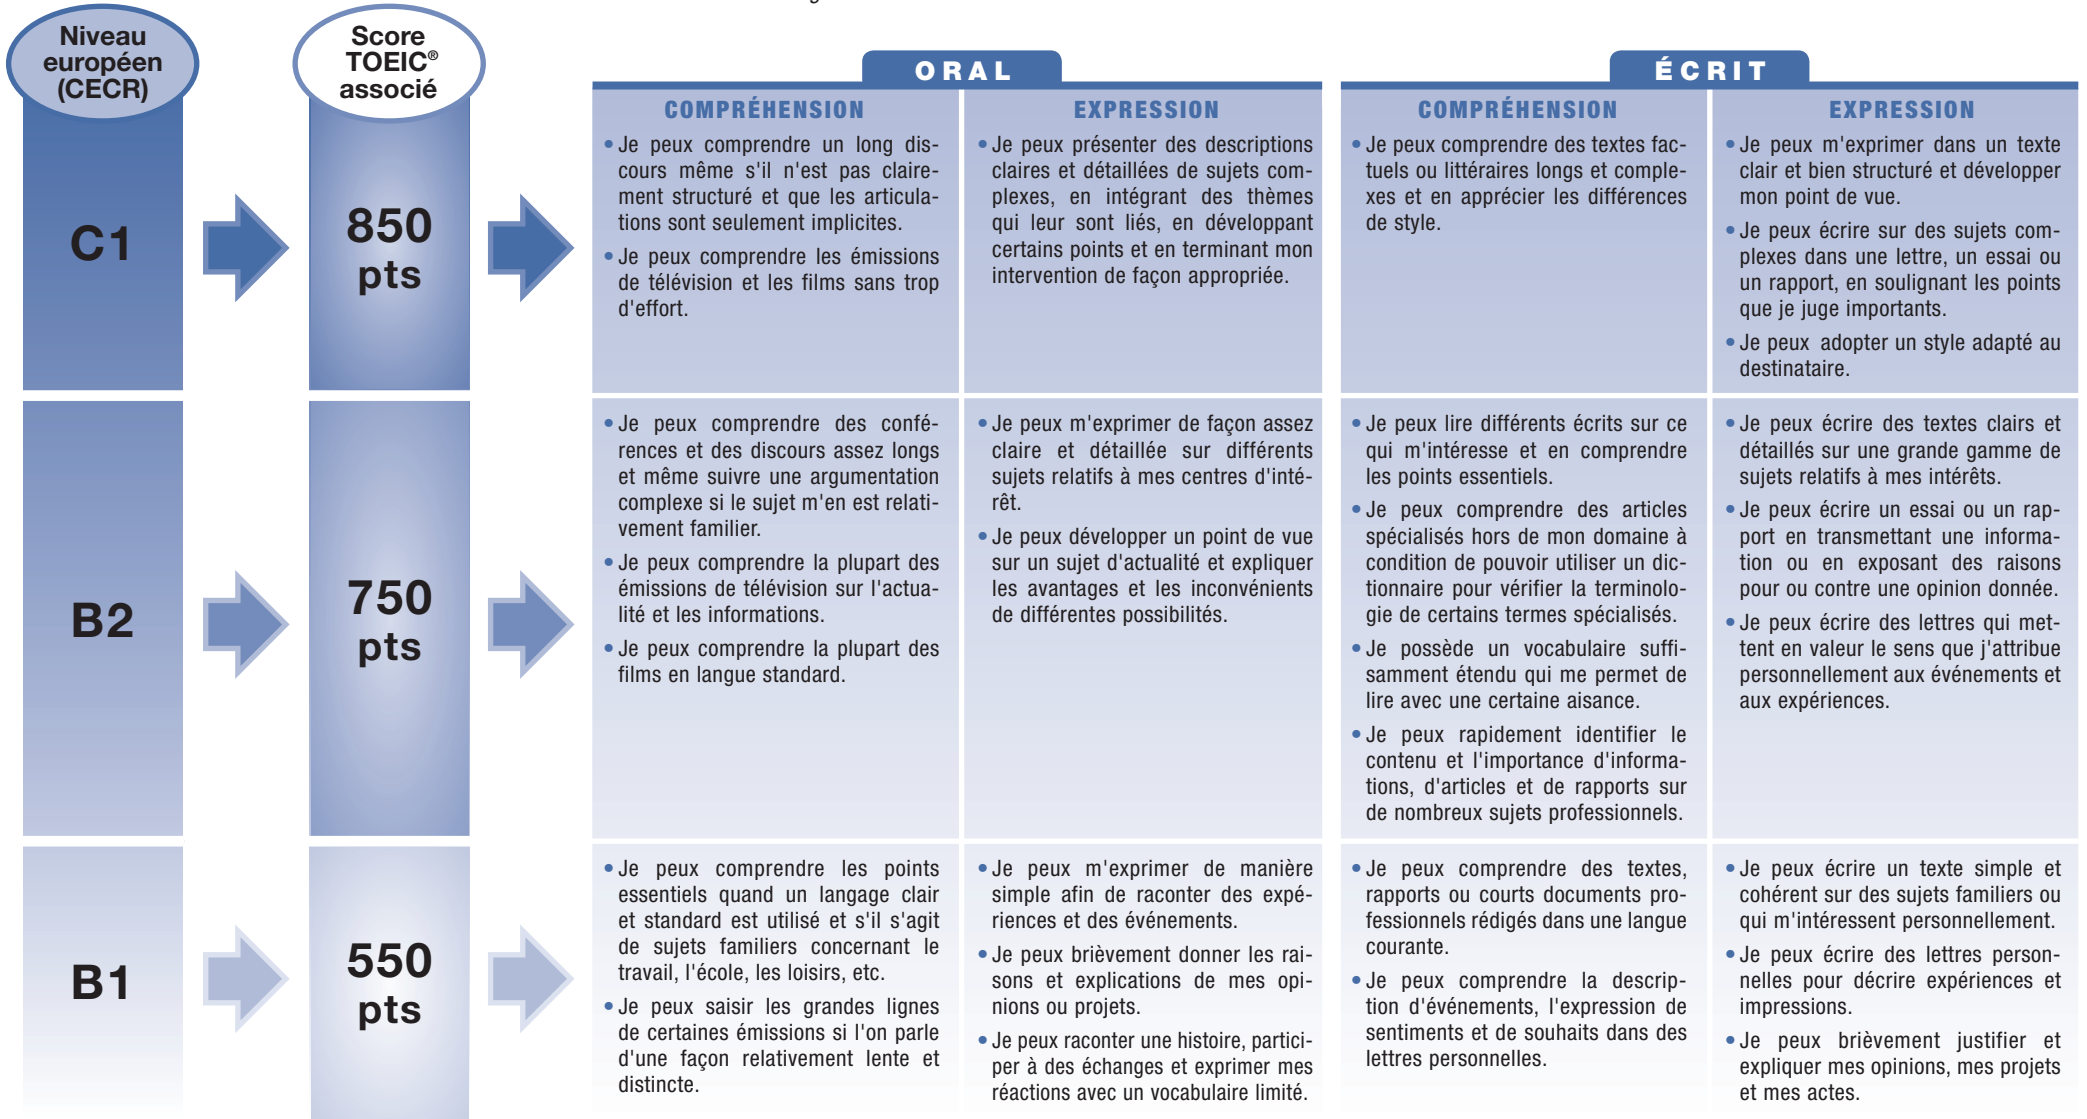 Niveau
européen
(CECR)
Score
TOEIC®
associé
ORAL
ÉCRIT
COMPRÉHENSION
EXPRESSION
COMPRÉHENSION
EXPRESSION
C1
850
pts
• Je peux comprendre un long dis-
cours même s'il n'est pas claire-
ment structuré et que les articula-
tions sont seulement implicites.
• Je peux comprendre les émissions
de télévision et les films sans trop
d'effort.
• Je peux présenter des descriptions
claires et détaillées de sujets com-
plexes, en intégrant des thèmes
qui leur sont liés, en développant
certains points et en terminant mon
intervention de façon appropriée.
• Je peux comprendre des textes fac-
tuels ou littéraires longs et comple-
xes et en apprécier les différences
de style.
• Je peux m'exprimer dans un texte
clair et bien structuré et développer
mon point de vue.
• Je peux écrire sur des sujets com-
plexes dans une lettre, un essai ou
un rapport, en soulignant les points
que je juge importants.
• Je peux adopter un style adapté au
destinataire.
B2
750
pts
• Je peux comprendre des confé-
rences et des discours assez longs
et même suivre une argumentation
complexe si le sujet m'en est relati-
vement familier.
• Je peux comprendre la plupart des
émissions de télévision sur l'actua-
lité et les informations.
• Je peux comprendre la plupart des
films en langue standard.
• Je peux m'exprimer de façon assez
claire et détaillée sur différents
sujets relatifs à mes centres d'inté-
rêt.
• Je peux développer un point de vue
sur un sujet d'actualité et expliquer
les avantages et les inconvénients
de différentes possibilités.
• Je peux lire différents écrits sur ce
qui m'intéresse et en comprendre
les points essentiels.
• Je peux comprendre des articles
spécialisés hors de mon domaine à
condition de pouvoir utiliser un dic-
tionnaire pour vérifier la terminolo-
gie de certains termes spécialisés.
• Je possède un vocabulaire suffi-
samment étendu qui me permet de
lire avec une certaine aisance.
• Je peux rapidement identifier le
contenu et l'importance d'informa-
tions, d'articles et de rapports sur
de nombreux sujets professionnels.
• Je peux écrire des textes clairs et
détaillés sur une grande gamme de
sujets relatifs à mes intérêts.
• Je peux écrire un essai ou un rap-
port en transmettant une informa-
tion ou en exposant des raisons
pour ou contre une opinion donnée.
• Je peux écrire des lettres qui met-
tent en valeur le sens que j'attribue
personnellement aux événements et
aux expériences.
B1
550
pts
• Je peux comprendre les points
essentiels quand un langage clair
et standard est utilisé et s'il s'agit
de sujets familiers concernant le
travail, l'école, les loisirs, etc.
• Je peux saisir les grandes lignes
de certaines émissions si l'on parle
d'une façon relativement lente et
distincte.
• Je peux m'exprimer de manière
simple afin de raconter des expé-
riences et des événements.
• Je peux brièvement donner les rai-
sons et explications de mes opi-
nions ou projets.
• Je peux raconter une histoire, partici-
per à des échanges et exprimer mes
réactions avec un vocabulaire limité.
• Je peux comprendre des textes,
rapports ou courts documents pro-
fessionnels rédigés dans une langue
courante.
• Je peux comprendre la descrip-
tion d'événements, l'expression de
sentiments et de souhaits dans des
lettres personnelles.
• Je peux écrire un texte simple et
cohérent sur des sujets familiers ou
qui m'intéressent personnellement.
• Je peux écrire des lettres person-
nelles pour décrire expériences et
impressions.
• Je peux brièvement justifier et
expliquer mes opinions, mes projets
et mes actes.